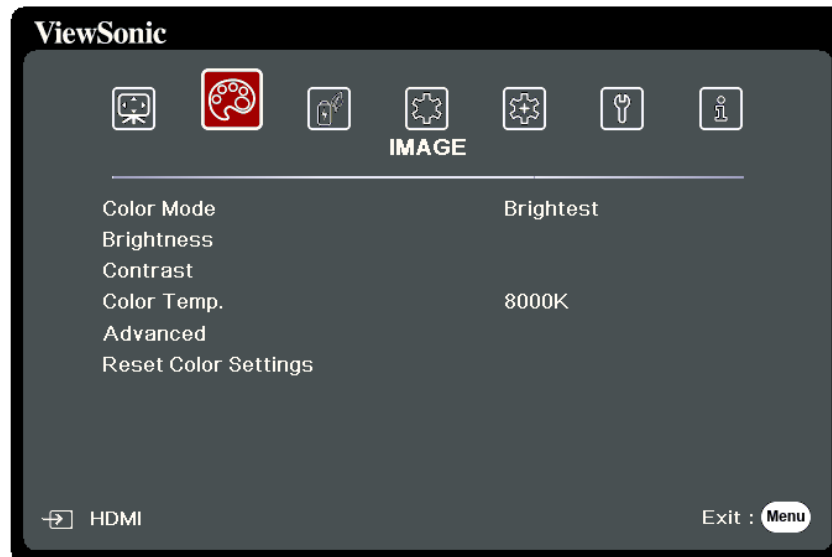 ViewSonic
IMAGE
Color Mode Brightest
Brightness
Contrast
Color Temp. 8000K
Advanced
Reset Color Settings
HDMI Exit : Menu